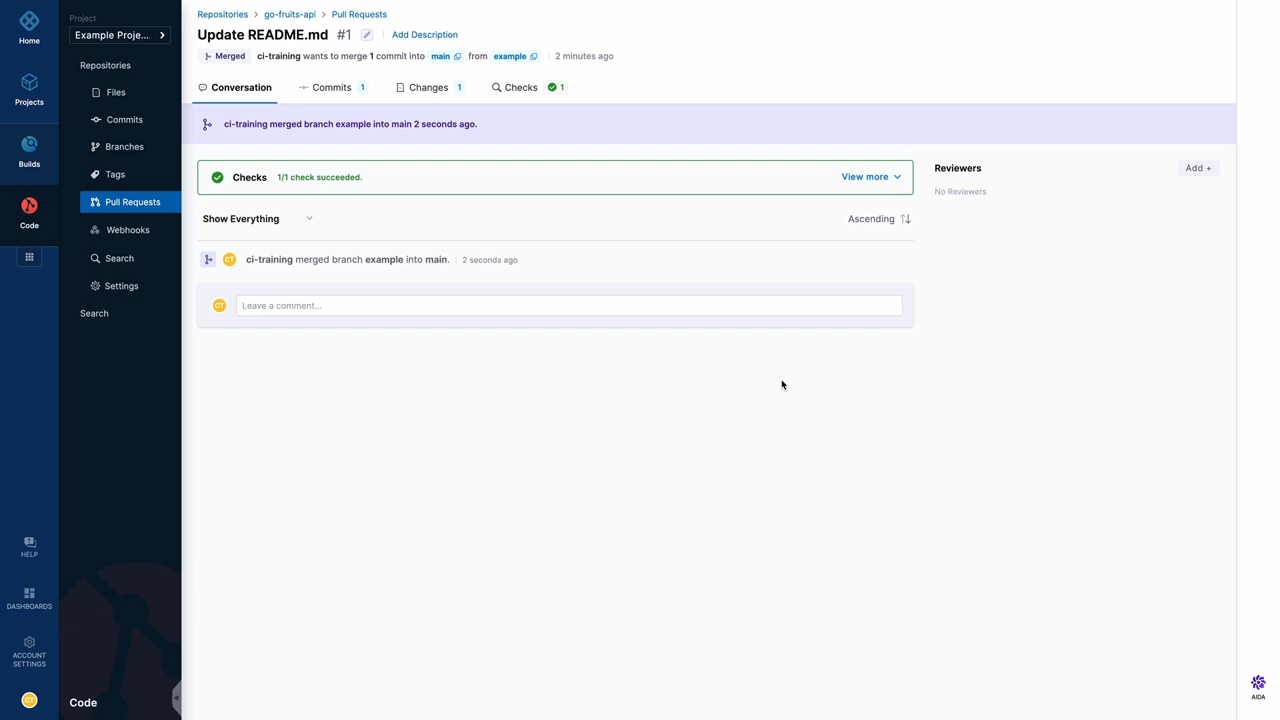 Home
Projects
Builds
Code
HELP
DASHBOARDS
ACCOUNT
SETTINGS
CT
Project
Example Proje...
Repositories
Files
Commits
Branches
Tags
Pull Requests
Webhooks
Search
Settings
Search
Code
Repositories > go-fruits-api > Pull Requests
Update README.md #1 Add Description
Merged ci-training wants to merge 1 commit into main from example | 2 minutes ago
Conversation Commits 1 Changes 1 Checks 1
ci-training merged branch example into main 2 seconds ago.
Checks 1/1 check succeeded. View more
Show Everything Ascending
CT ci-training merged branch example into main. | 2 seconds ago
CT Leave a comment...
Reviewers Add +
No Reviewers
AIDA